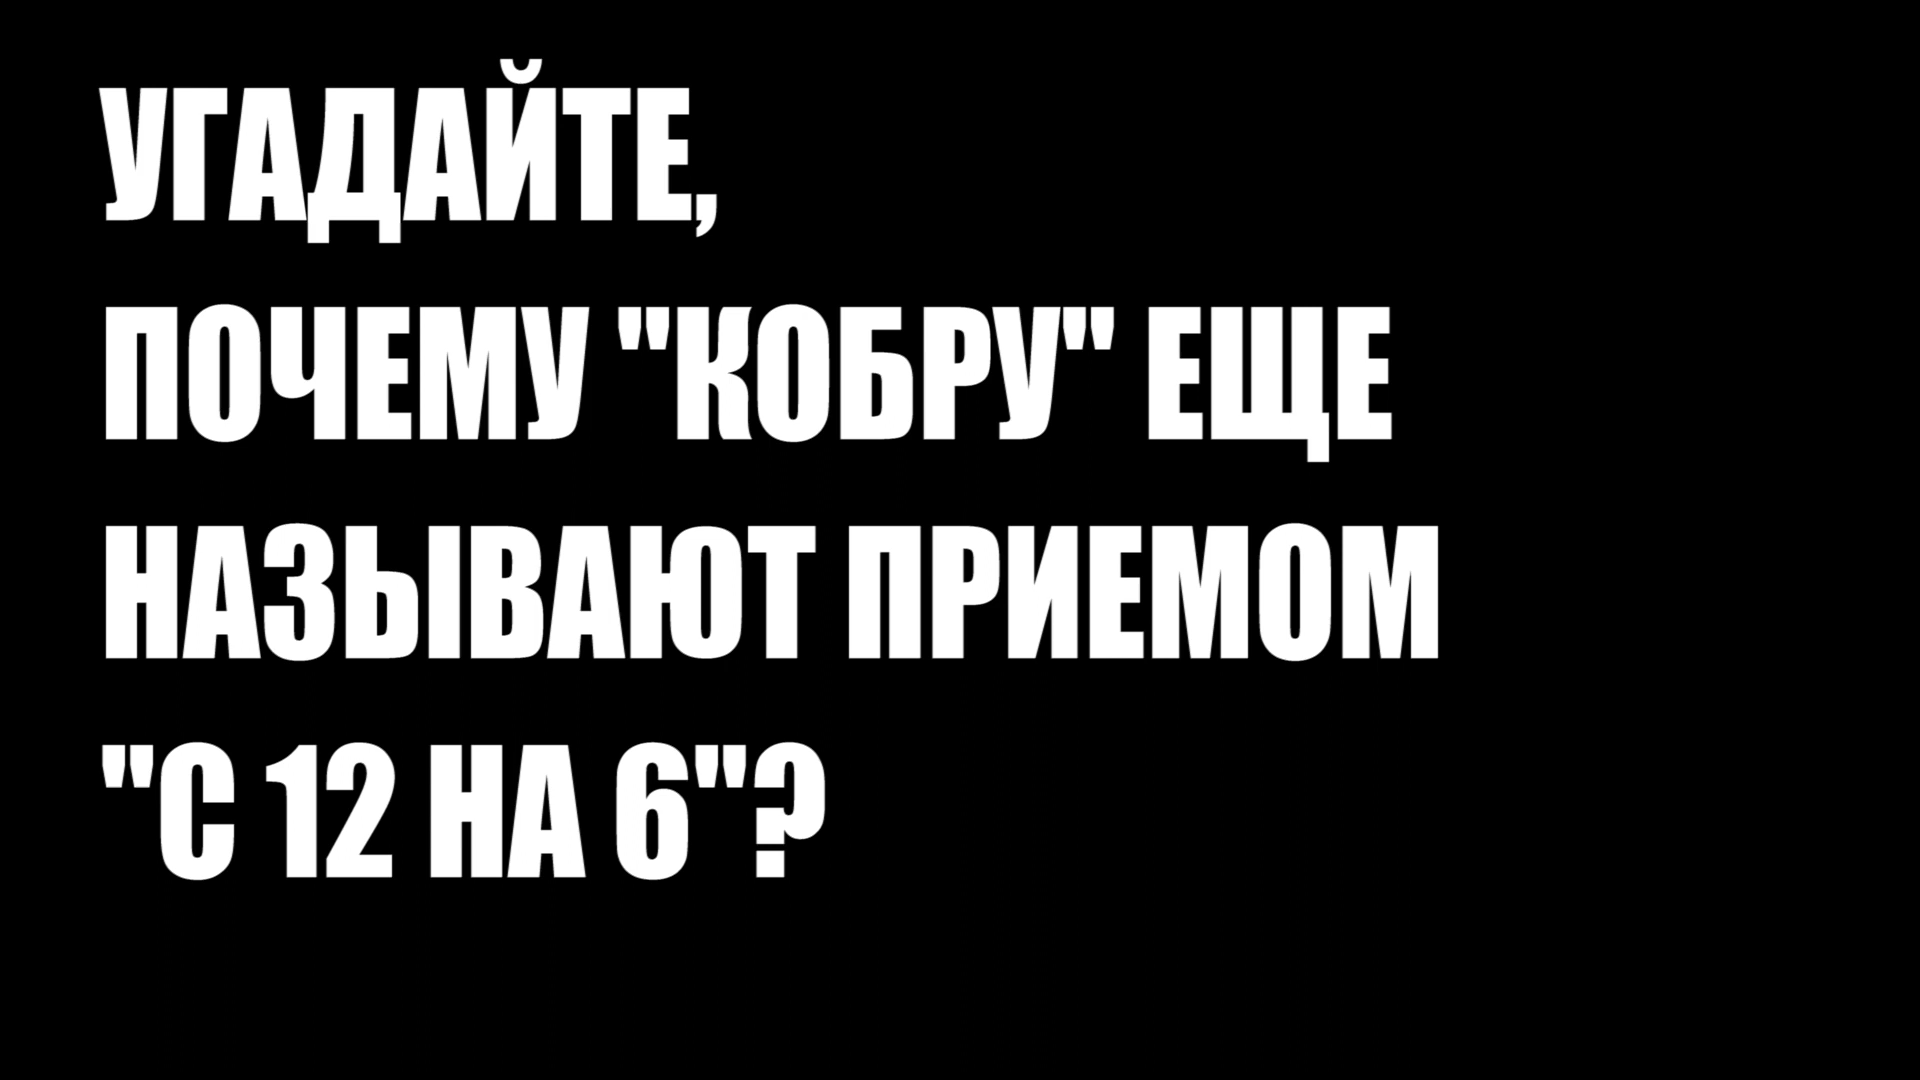 УГАДАЙТЕ,
ПОЧЕМУ "КОБРУ" ЕЩЕ
НАЗЫВАЮТ ПРИЕМОМ
"С 12 НА 6"?